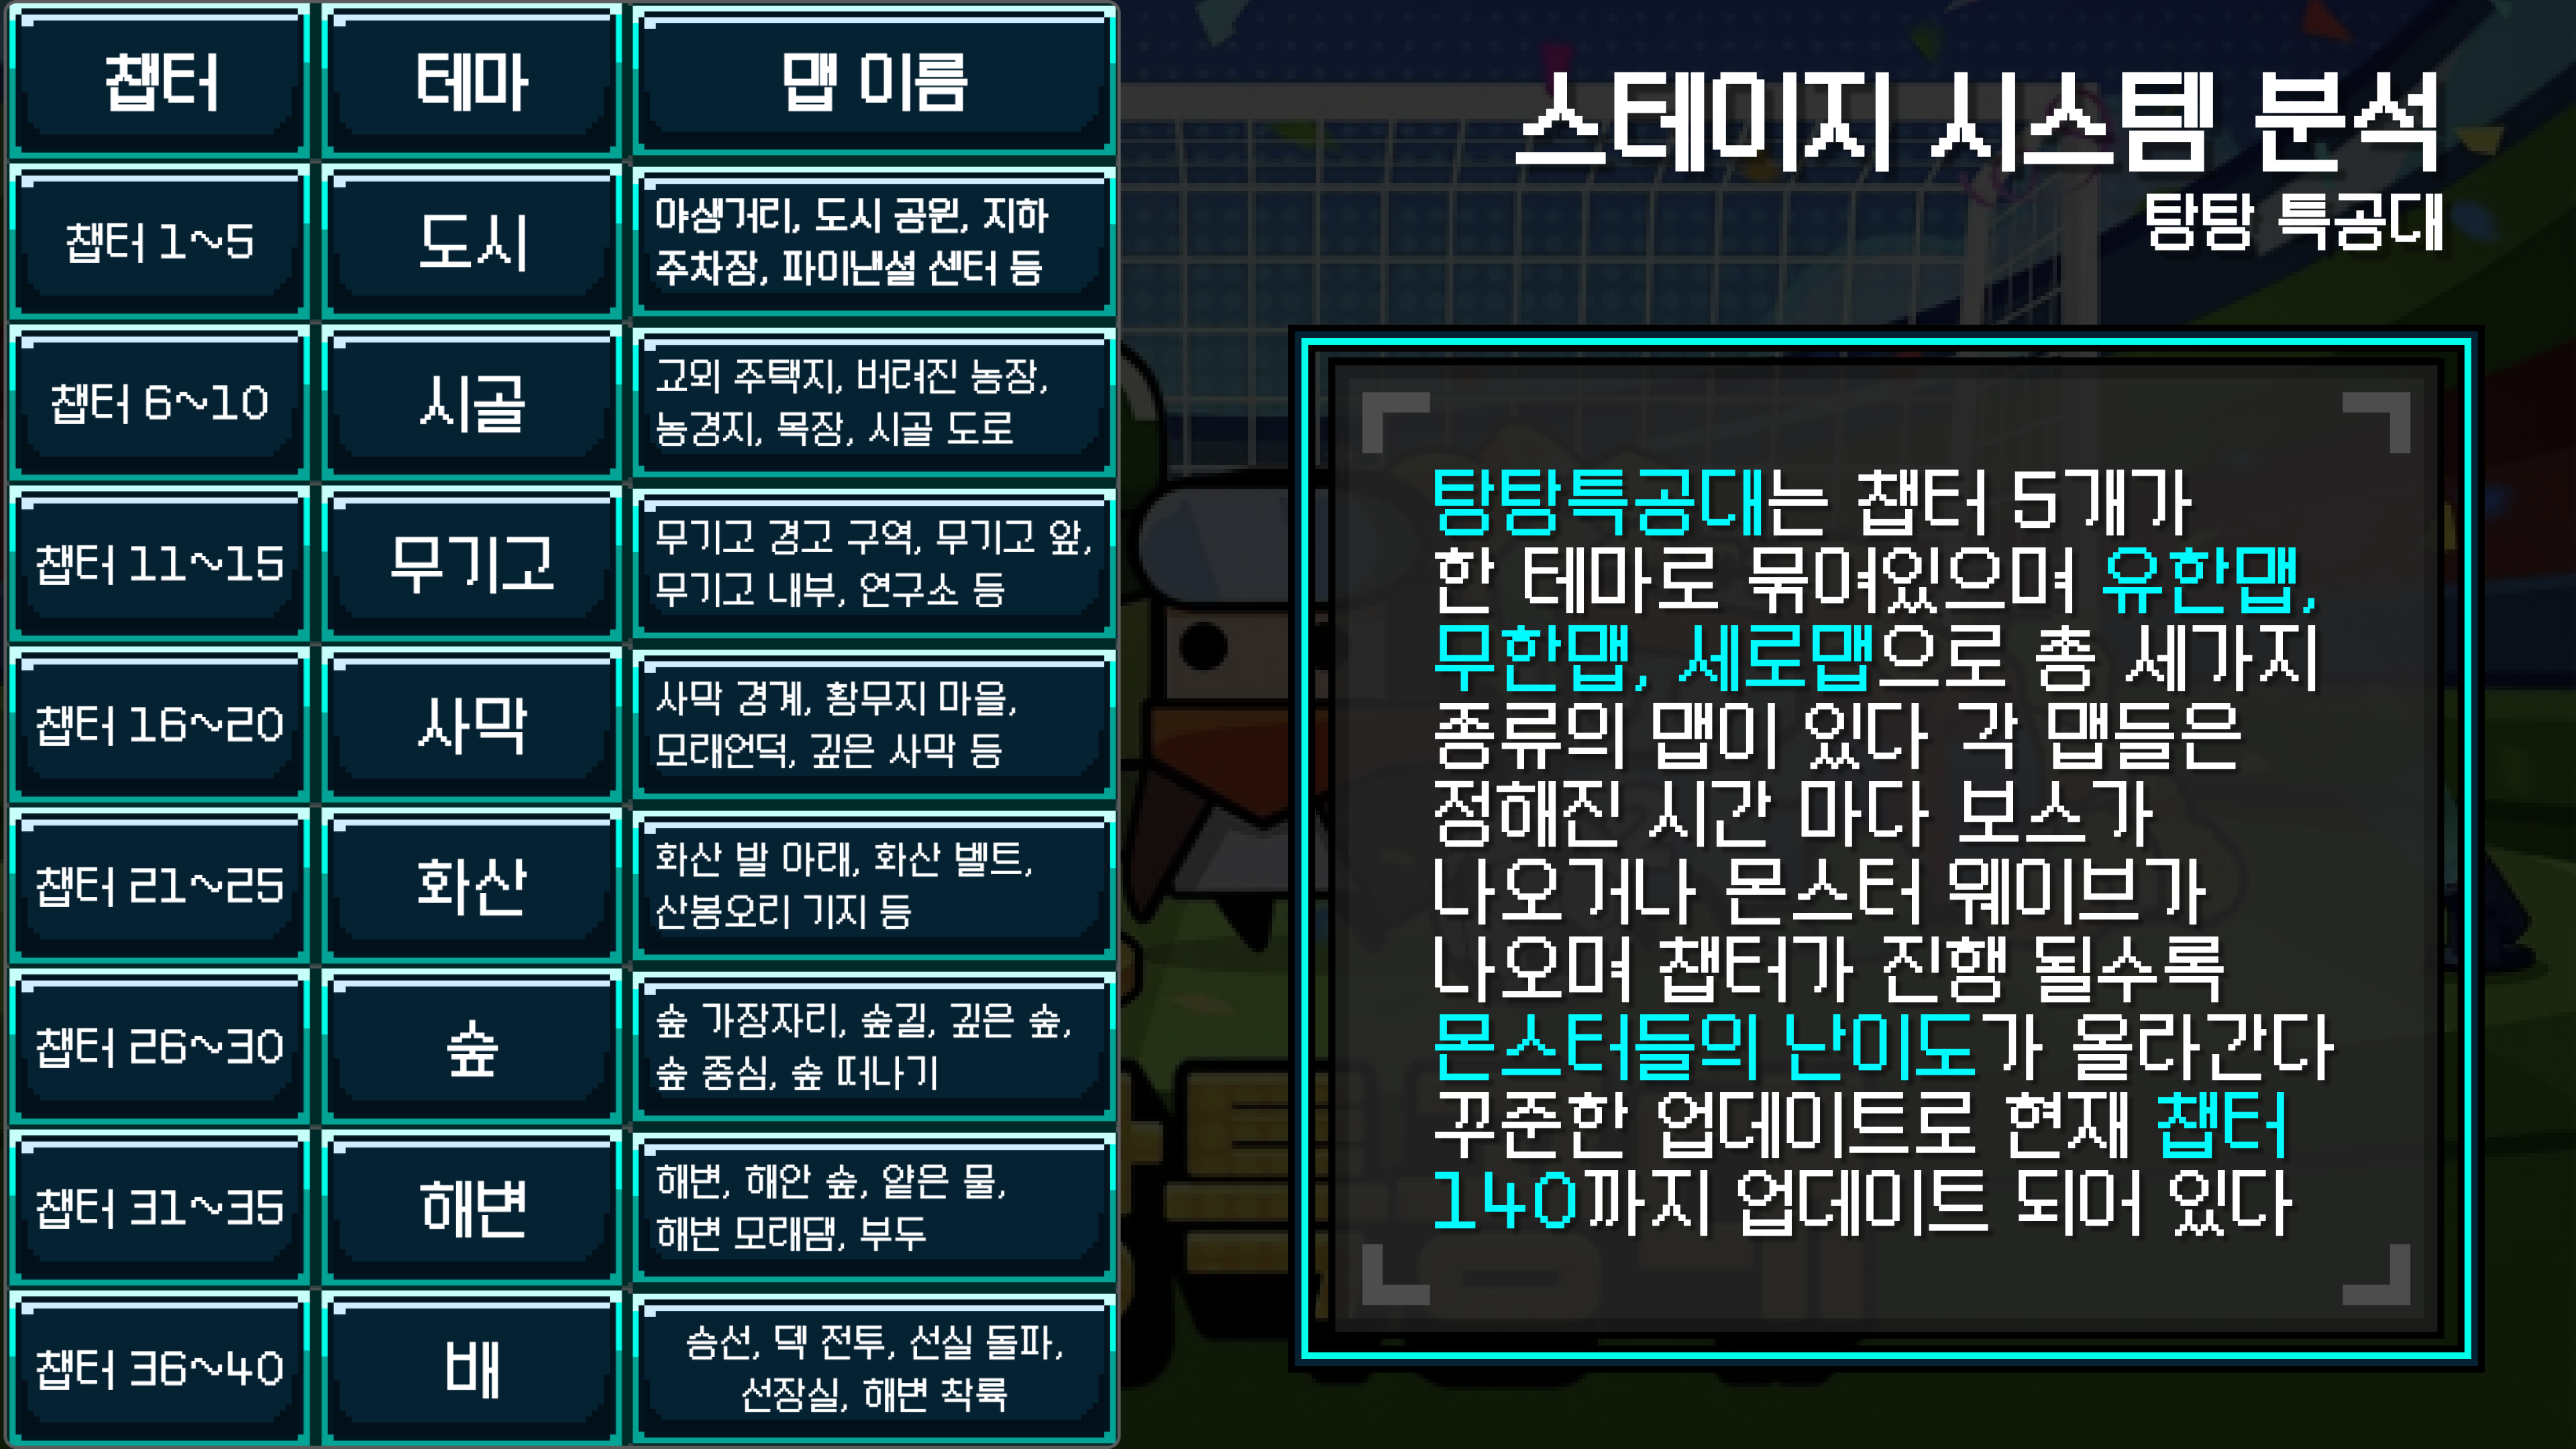 챕터 테마 맵 이름
챕터 1~5 도시 야생거리, 도시 공원, 지하
주차장, 파이낸셜 센터 등
챕터 6~10 시골 교외 주택지, 버려진 농장,
농경지, 목장, 시골 도로
챕터 11~15 무기고 무기고 경고 구역, 무기고 앞,
무기고 내부, 연구소 등
챕터 16~20 사막 사막 경계, 황무지 마을,
모래언덕, 깊은 사막 등
챕터 21~25 화산 화산 발 아래, 화산 벨트,
산봉오리 기지 등
챕터 26~30 숲 숲 가장자리, 숲길, 깊은 숲,
숲 중심, 숲 떠나기
챕터 31~35 해변 해변, 해안 숲, 얕은 물,
해변 모래댐, 부두
챕터 36~40 배 승선, 덱 전투, 선실 돌파,
선장실, 해변 착륙
스테이지 시스템 분석
탕탕 특공대
탕탕특공대는 챕터 5개가
한 테마로 묶여있으며 유한맵,
무한맵, 세로맵으로 총 세가지
종류의 맵이 있다 각 맵들은
정해진 시간 마다 보스가
나오거나 몬스터 웨이브가
나오며 챕터가 진행 될수록
몬스터들의 난이도가 올라간다
꾸준한 업데이트로 현재 챕터
140까지 업데이트 되어 있다